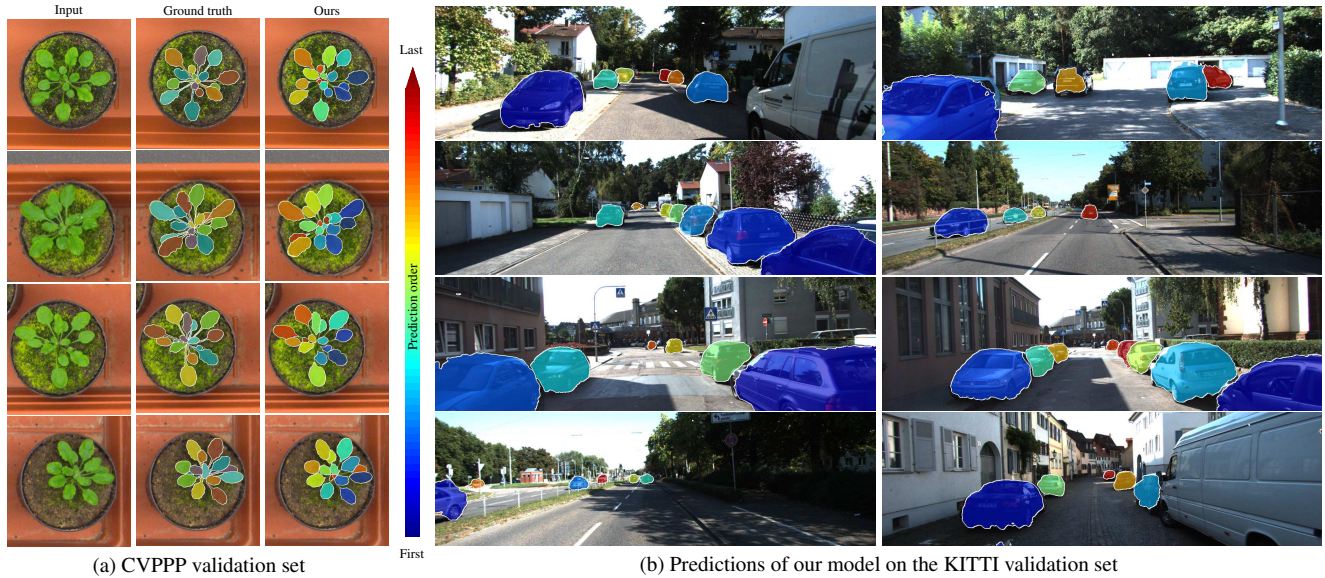 Input Ground truth Ours
Last
Prediction order
First
(a) CVPPP validation set
(b) Predictions of our model on the KITTI validation set